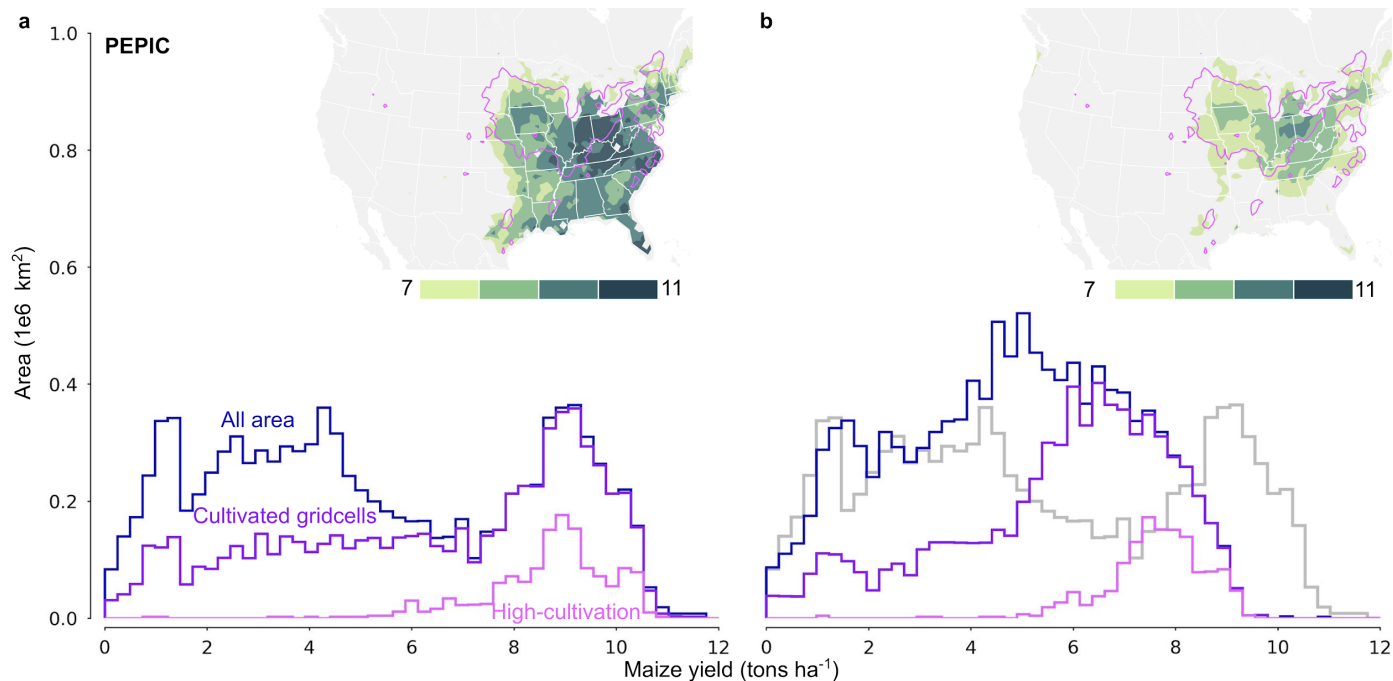 a
b
PEPIC
1.0
0.8
0.6
0.4
0.2
0.0
Area (1e6 km²)
7
11
7
11
All area
Cultivated gridcells
High-cultivation
0 2 4 6 8 10 12
0 2 4 6 8 10 12
Maize yield (tons ha⁻¹)